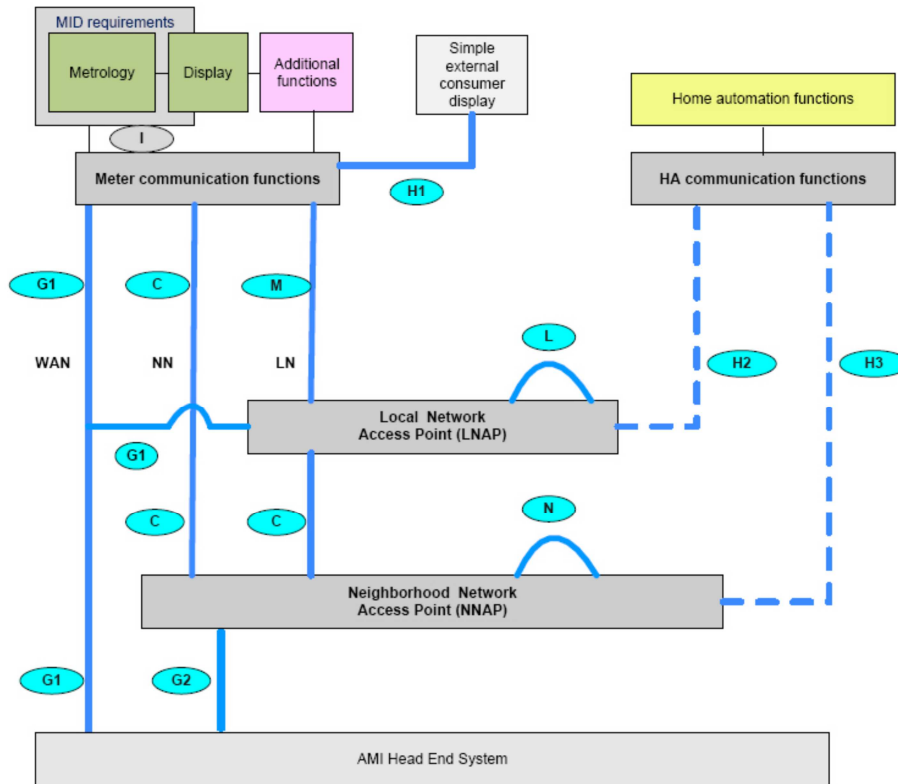 MID requirements
Metrology
Display
Additional
functions
Simple
external
consumer
display
Home automation functions
I
Meter communication functions
H1
HA communication functions
G1
C
M
WAN
NN
LN
L
H2
H3
Local Network
Access Point (LNAP)
G1
C
C
N
Neighborhood Network
Access Point (NNAP)
G1
G2
AMI Head End System